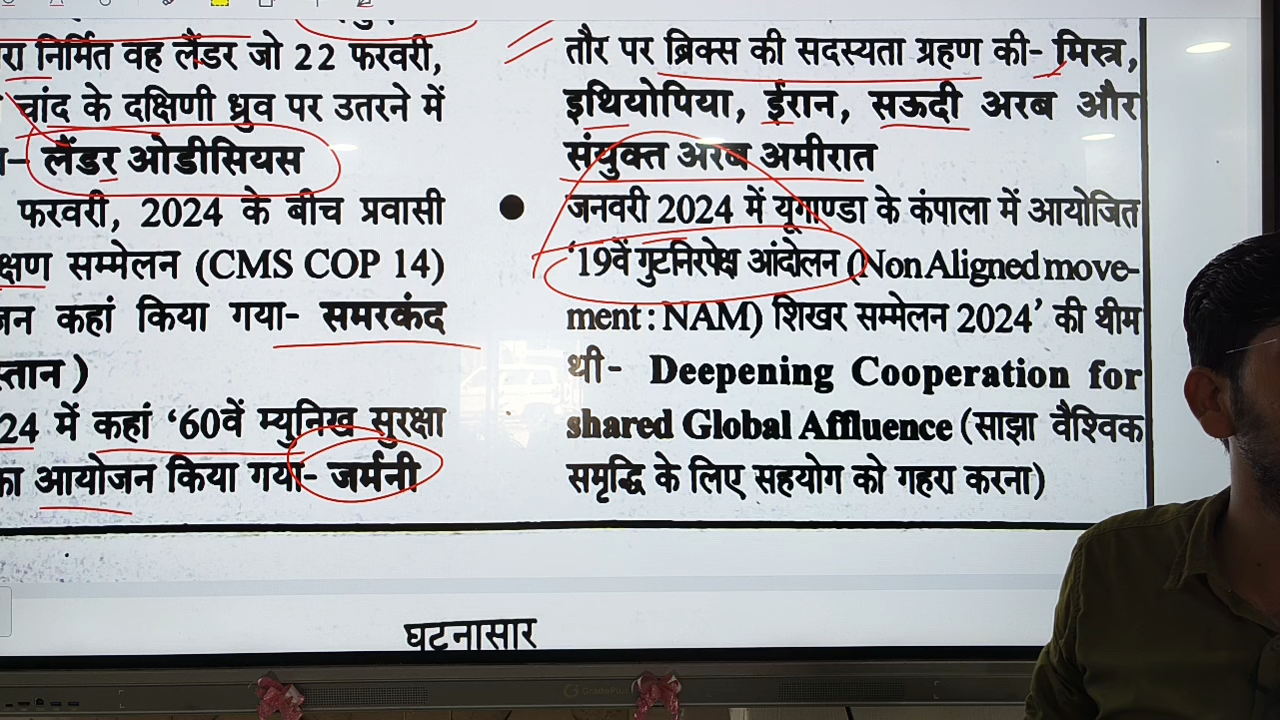 निर्मित वह लैंडर जो 22 फरवरी,
चांद के दक्षिणी ध्रुव पर उतरने में
– लैंडर ओडीसियस
फरवरी, 2024 के बीच प्रवासी
सम्मेलन (CMS COP 14)
कहां किया गया- समरकंद
)
24 में कहां ‘60वें म्युनिख सुरक्षा
आयोजन किया गया- जर्मनी
तौर पर ब्रिक्स की सदस्यता ग्रहण की- मिस्त्र,
इथियोपिया, ईरान, सऊदी अरब और
संयुक्त अरब अमीरात
● जनवरी 2024 में यूगाण्डा के कंपाला में आयोजित
‘19वें गुटनिरपेक्ष आंदोलन (Non Aligned move-
ment : NAM) शिखर सम्मेलन 2024’ की थीम
थी- Deepening Cooperation for
shared Global Affluence (साझा वैश्विक
समृद्धि के लिए सहयोग को गहरा करना)
घटनासार